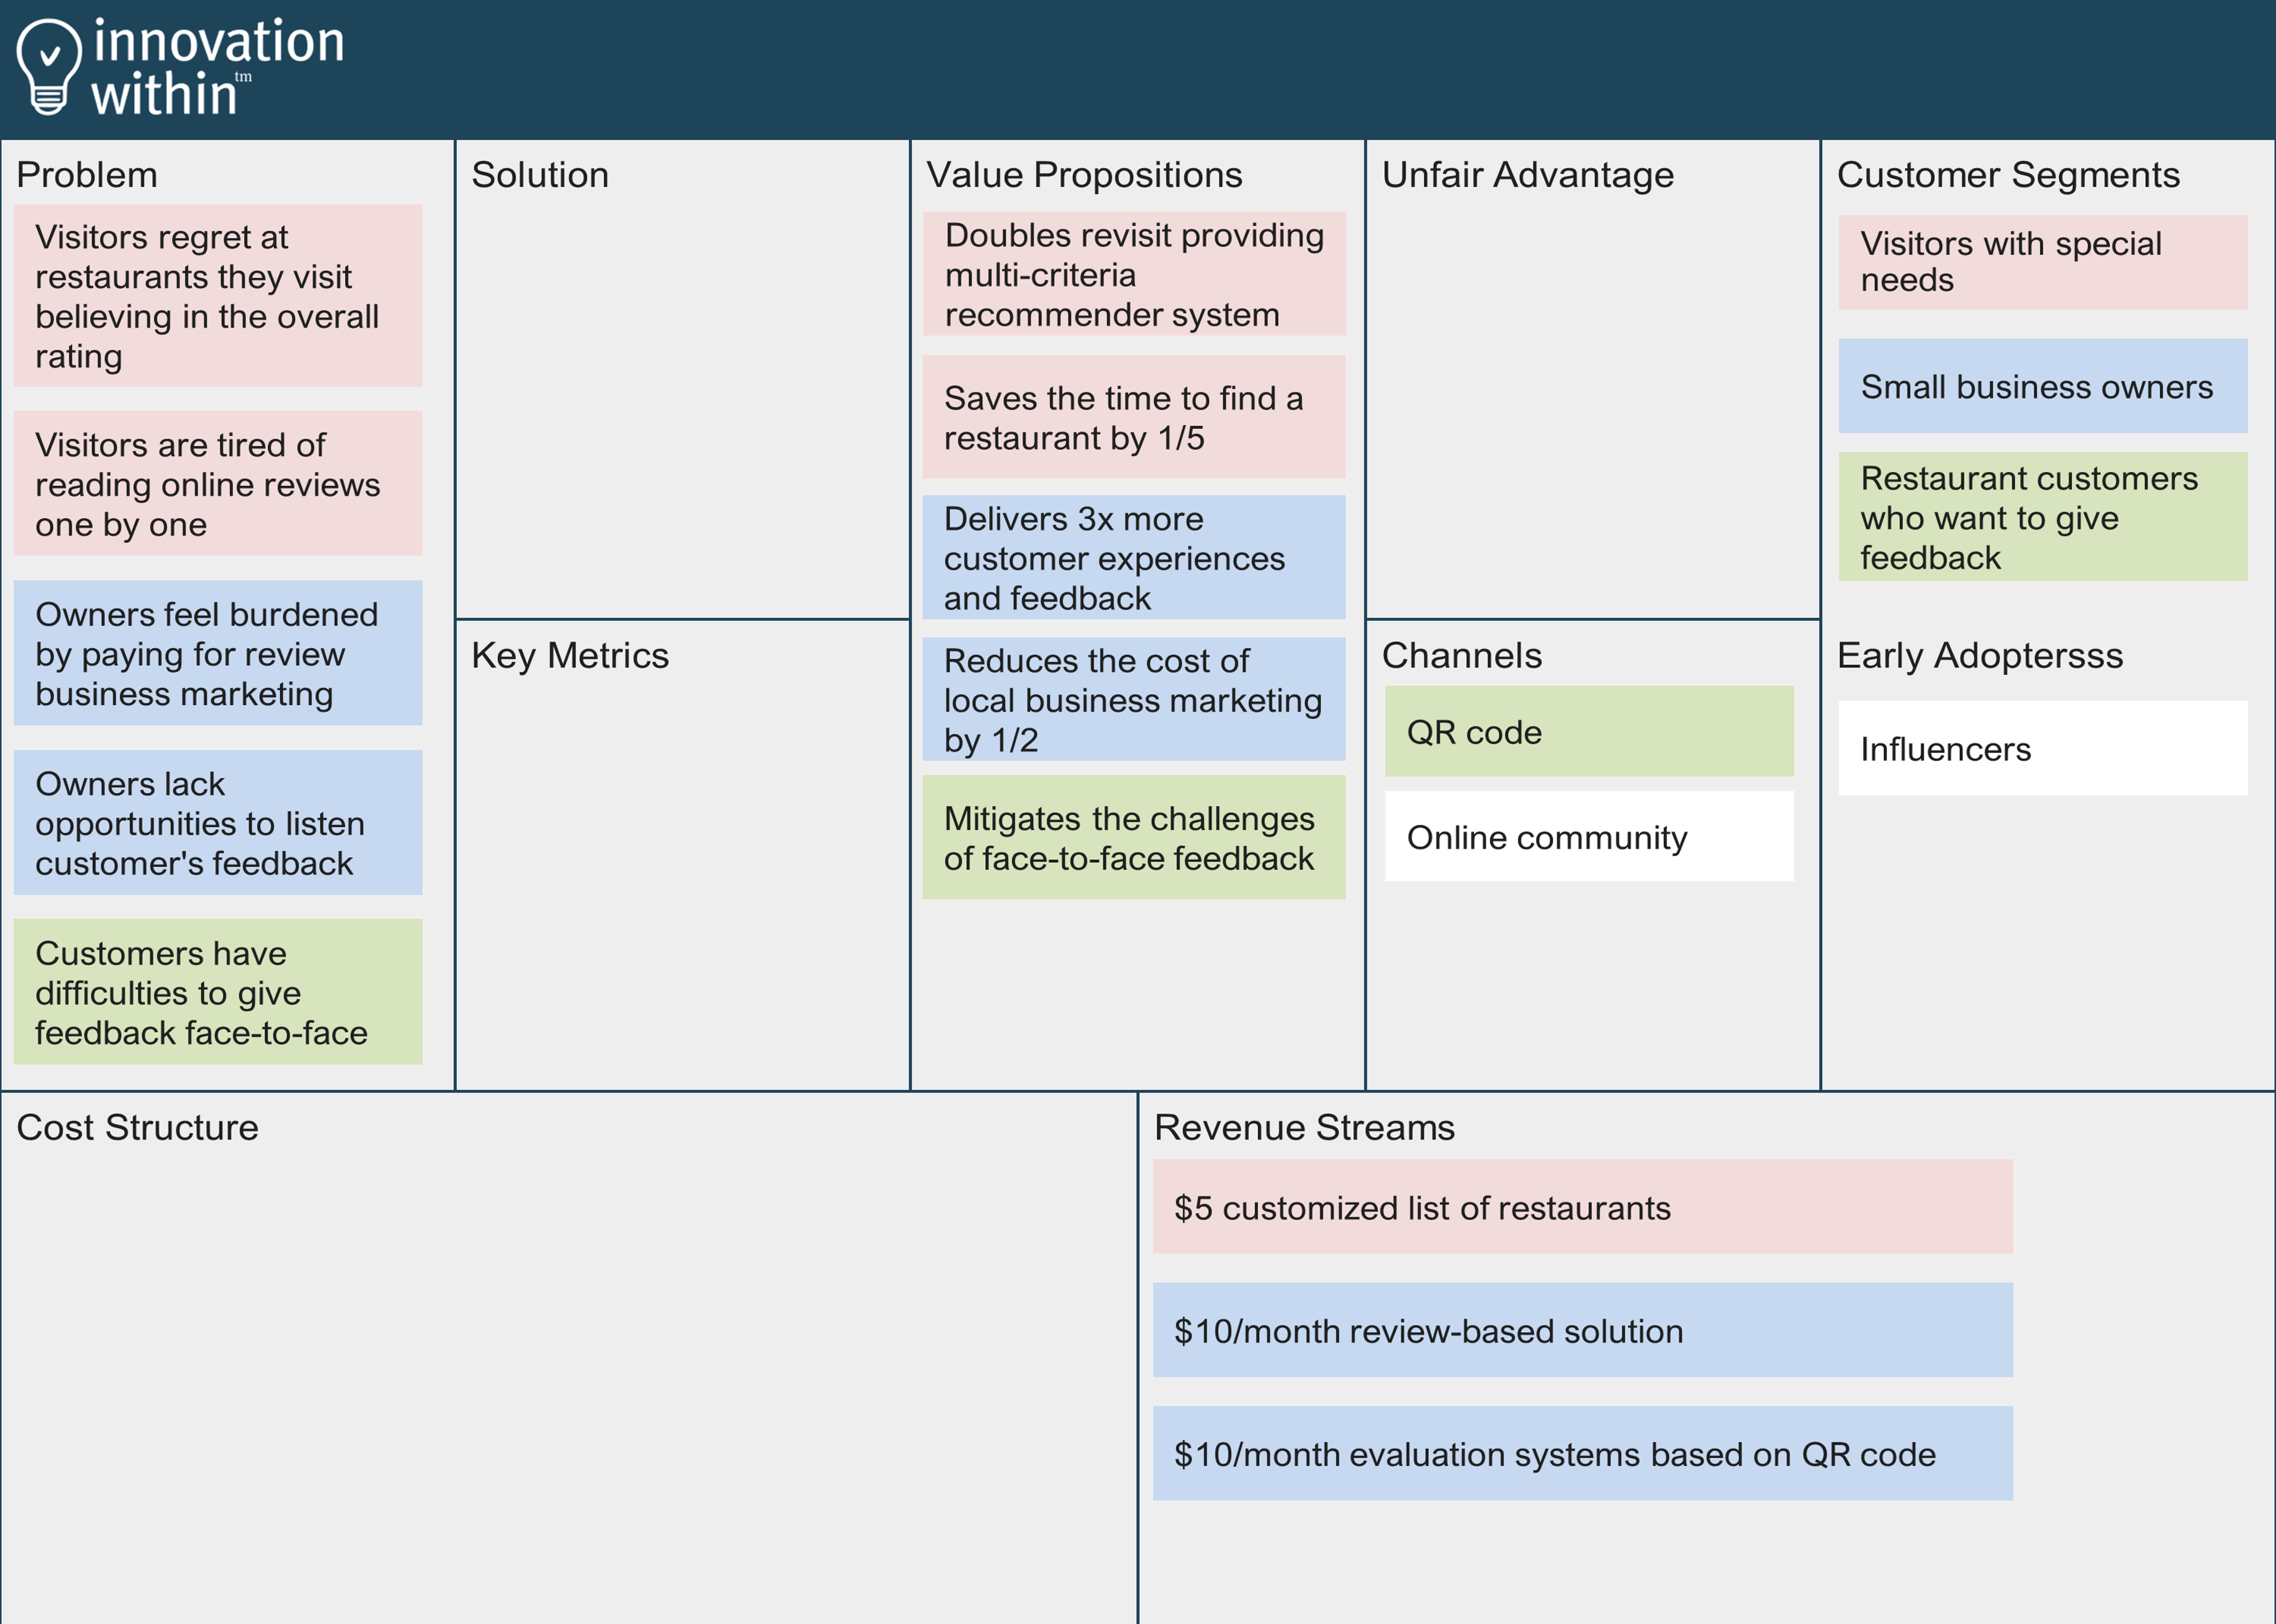 innovation
within™
Problem
Visitors regret at
restaurants they visit
believing in the overall
rating
Visitors are tired of
reading online reviews
one by one
Owners feel burdened
by paying for review
business marketing
Owners lack
opportunities to listen
customer's feedback
Customers have
difficulties to give
feedback face-to-face
Solution
Key Metrics
Value Propositions
Doubles revisit providing
multi-criteria
recommender system
Saves the time to find a
restaurant by 1/5
Delivers 3x more
customer experiences
and feedback
Reduces the cost of
local business marketing
by 1/2
Mitigates the challenges
of face-to-face feedback
Unfair Advantage
Channels
QR code
Online community
Customer Segments
Visitors with special
needs
Small business owners
Restaurant customers
who want to give
feedback
Early Adoptersss
Influencers
Cost Structure
Revenue Streams
$5 customized list of restaurants
$10/month review-based solution
$10/month evaluation systems based on QR code